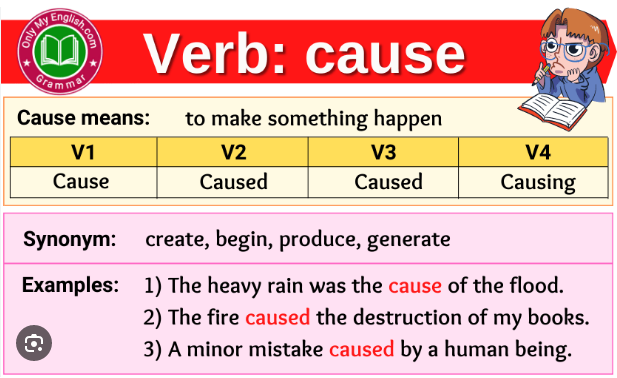 Only My English.com
Grammar
Verb: cause
Cause means: to make something happen
V1 V2 V3 V4
Cause Caused Caused Causing
Synonym: create, begin, produce, generate
Examples: 1) The heavy rain was the cause of the flood.
2) The fire caused the destruction of my books.
3) A minor mistake caused by a human being.